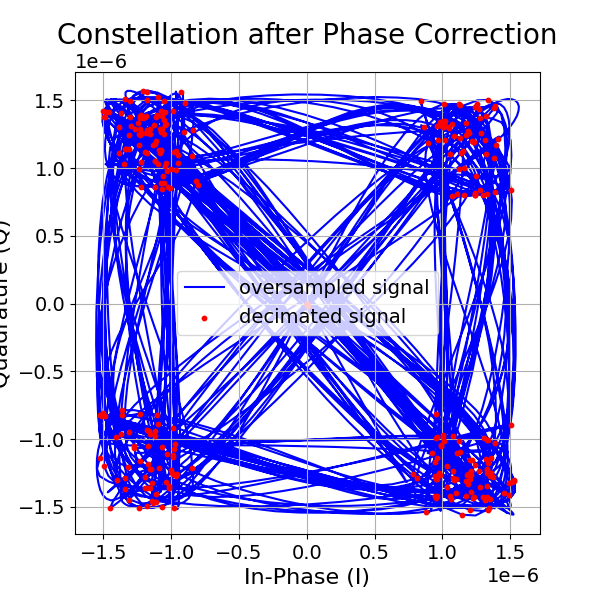 Constellation after Phase Correction
1e−6
1.5
1.0
0.5
0.0
−0.5
−1.0
−1.5
Quadrature (Q)
oversampled signal
decimated signal
−1.5 −1.0 −0.5 0.0 0.5 1.0 1.5
In-Phase (I)
1e−6